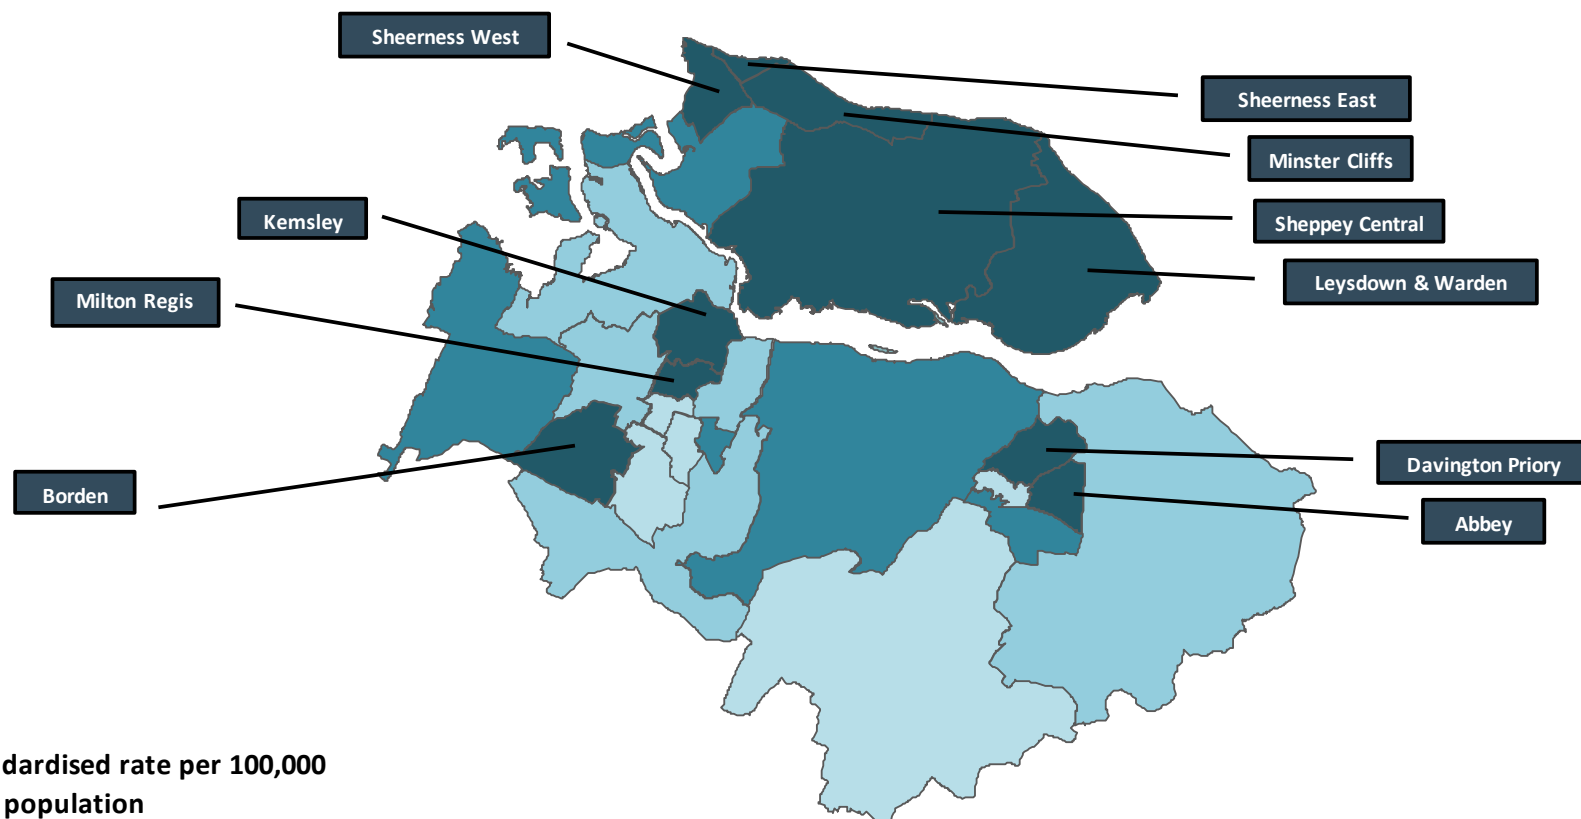 Sheerness West
Sheerness East
Minster Cliffs
Kemsley
Sheppey Central
Milton Regis
Leysdown & Warden
Borden
Davington Priory
Abbey
dardised rate per 100,000
population